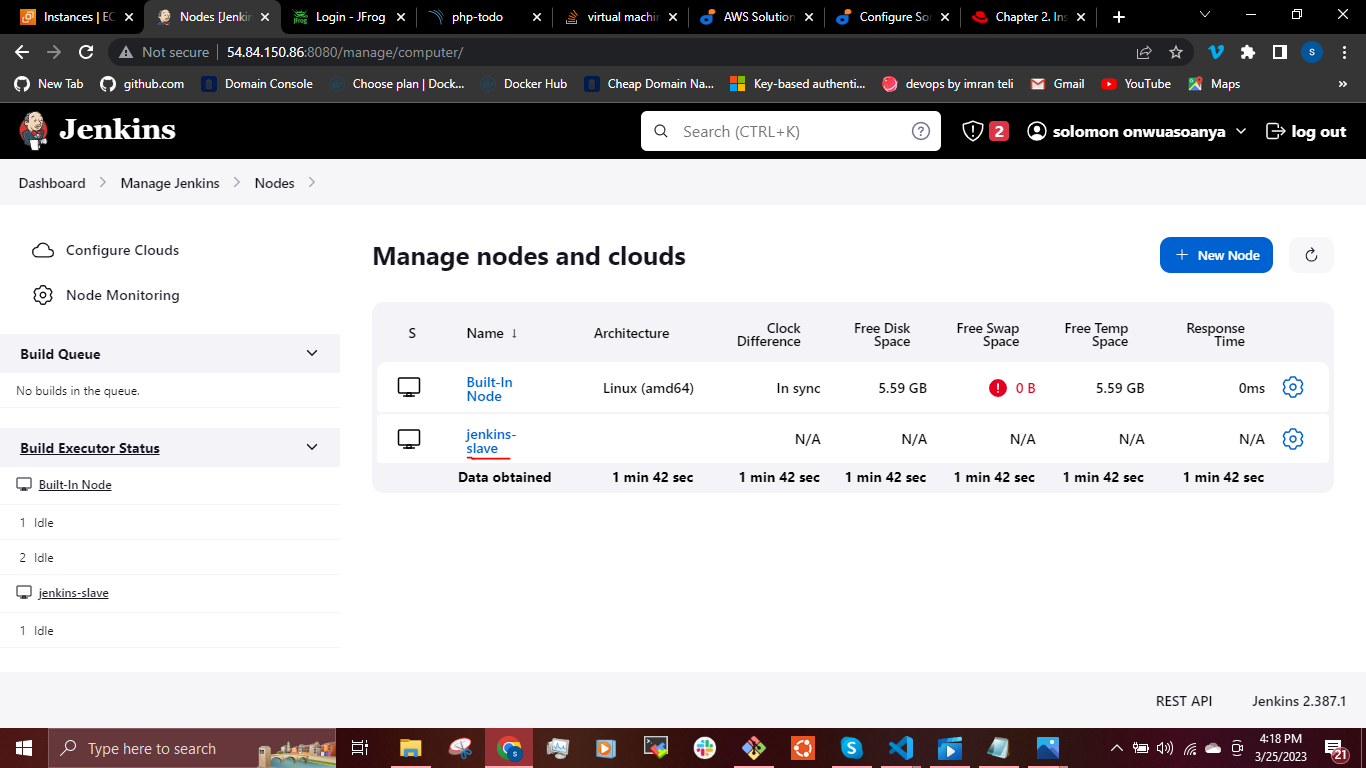 Instances | EC
Nodes [Jenkin
Login - JFrog
php-todo
virtual machin
AWS Solution
Configure Son
Chapter 2. Ins
Not secure
54.84.150.86:8080/manage/computer/
S
New Tab
github.com
Domain Console
Choose plan | Dock...
Docker Hub
Cheap Domain Na...
Key-based authenti...
devops by imran teli
Gmail
YouTube
Maps
»
Jenkins
Search (CTRL+K)
2
solomon onwuasoanya
log out
Dashboard
Manage Jenkins
Nodes
Configure Clouds
Node Monitoring
Build Queue
No builds in the queue.
Build Executor Status
Built-In Node
1 Idle
2 Idle
jenkins-slave
1 Idle
Manage nodes and clouds
+ New Node
S Name ↓ Architecture Clock Difference Free Disk Space Free Swap Space Free Temp Space Response Time
Built-In Node Linux (amd64) In sync 5.59 GB 0 B 5.59 GB 0ms
jenkins-slave N/A N/A N/A N/A N/A
Data obtained 1 min 42 sec 1 min 42 sec 1 min 42 sec 1 min 42 sec 1 min 42 sec 1 min 42 sec
REST API
Jenkins 2.387.1
Type here to search
4:18 PM
3/25/2023
21